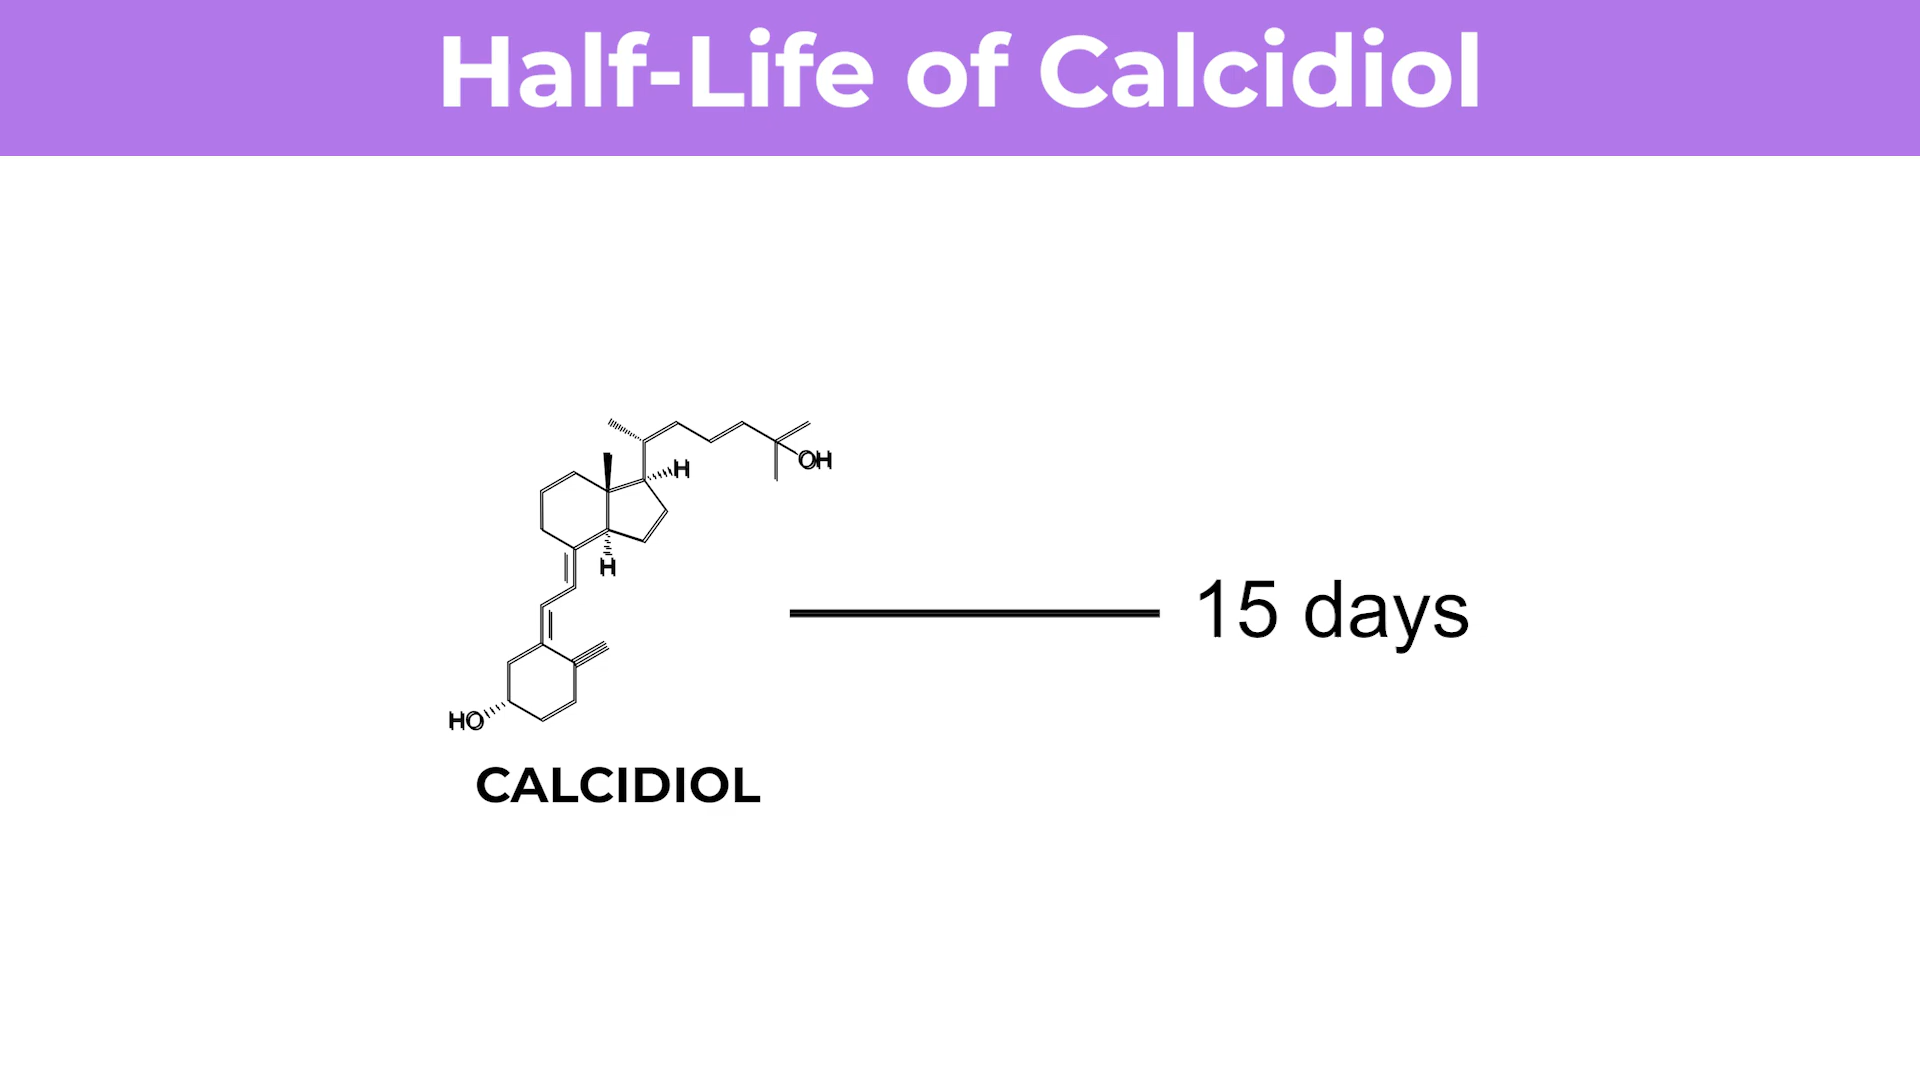 Half-Life of Calcidiol
OH
H
H
15 days
HO
CALCIDIOL